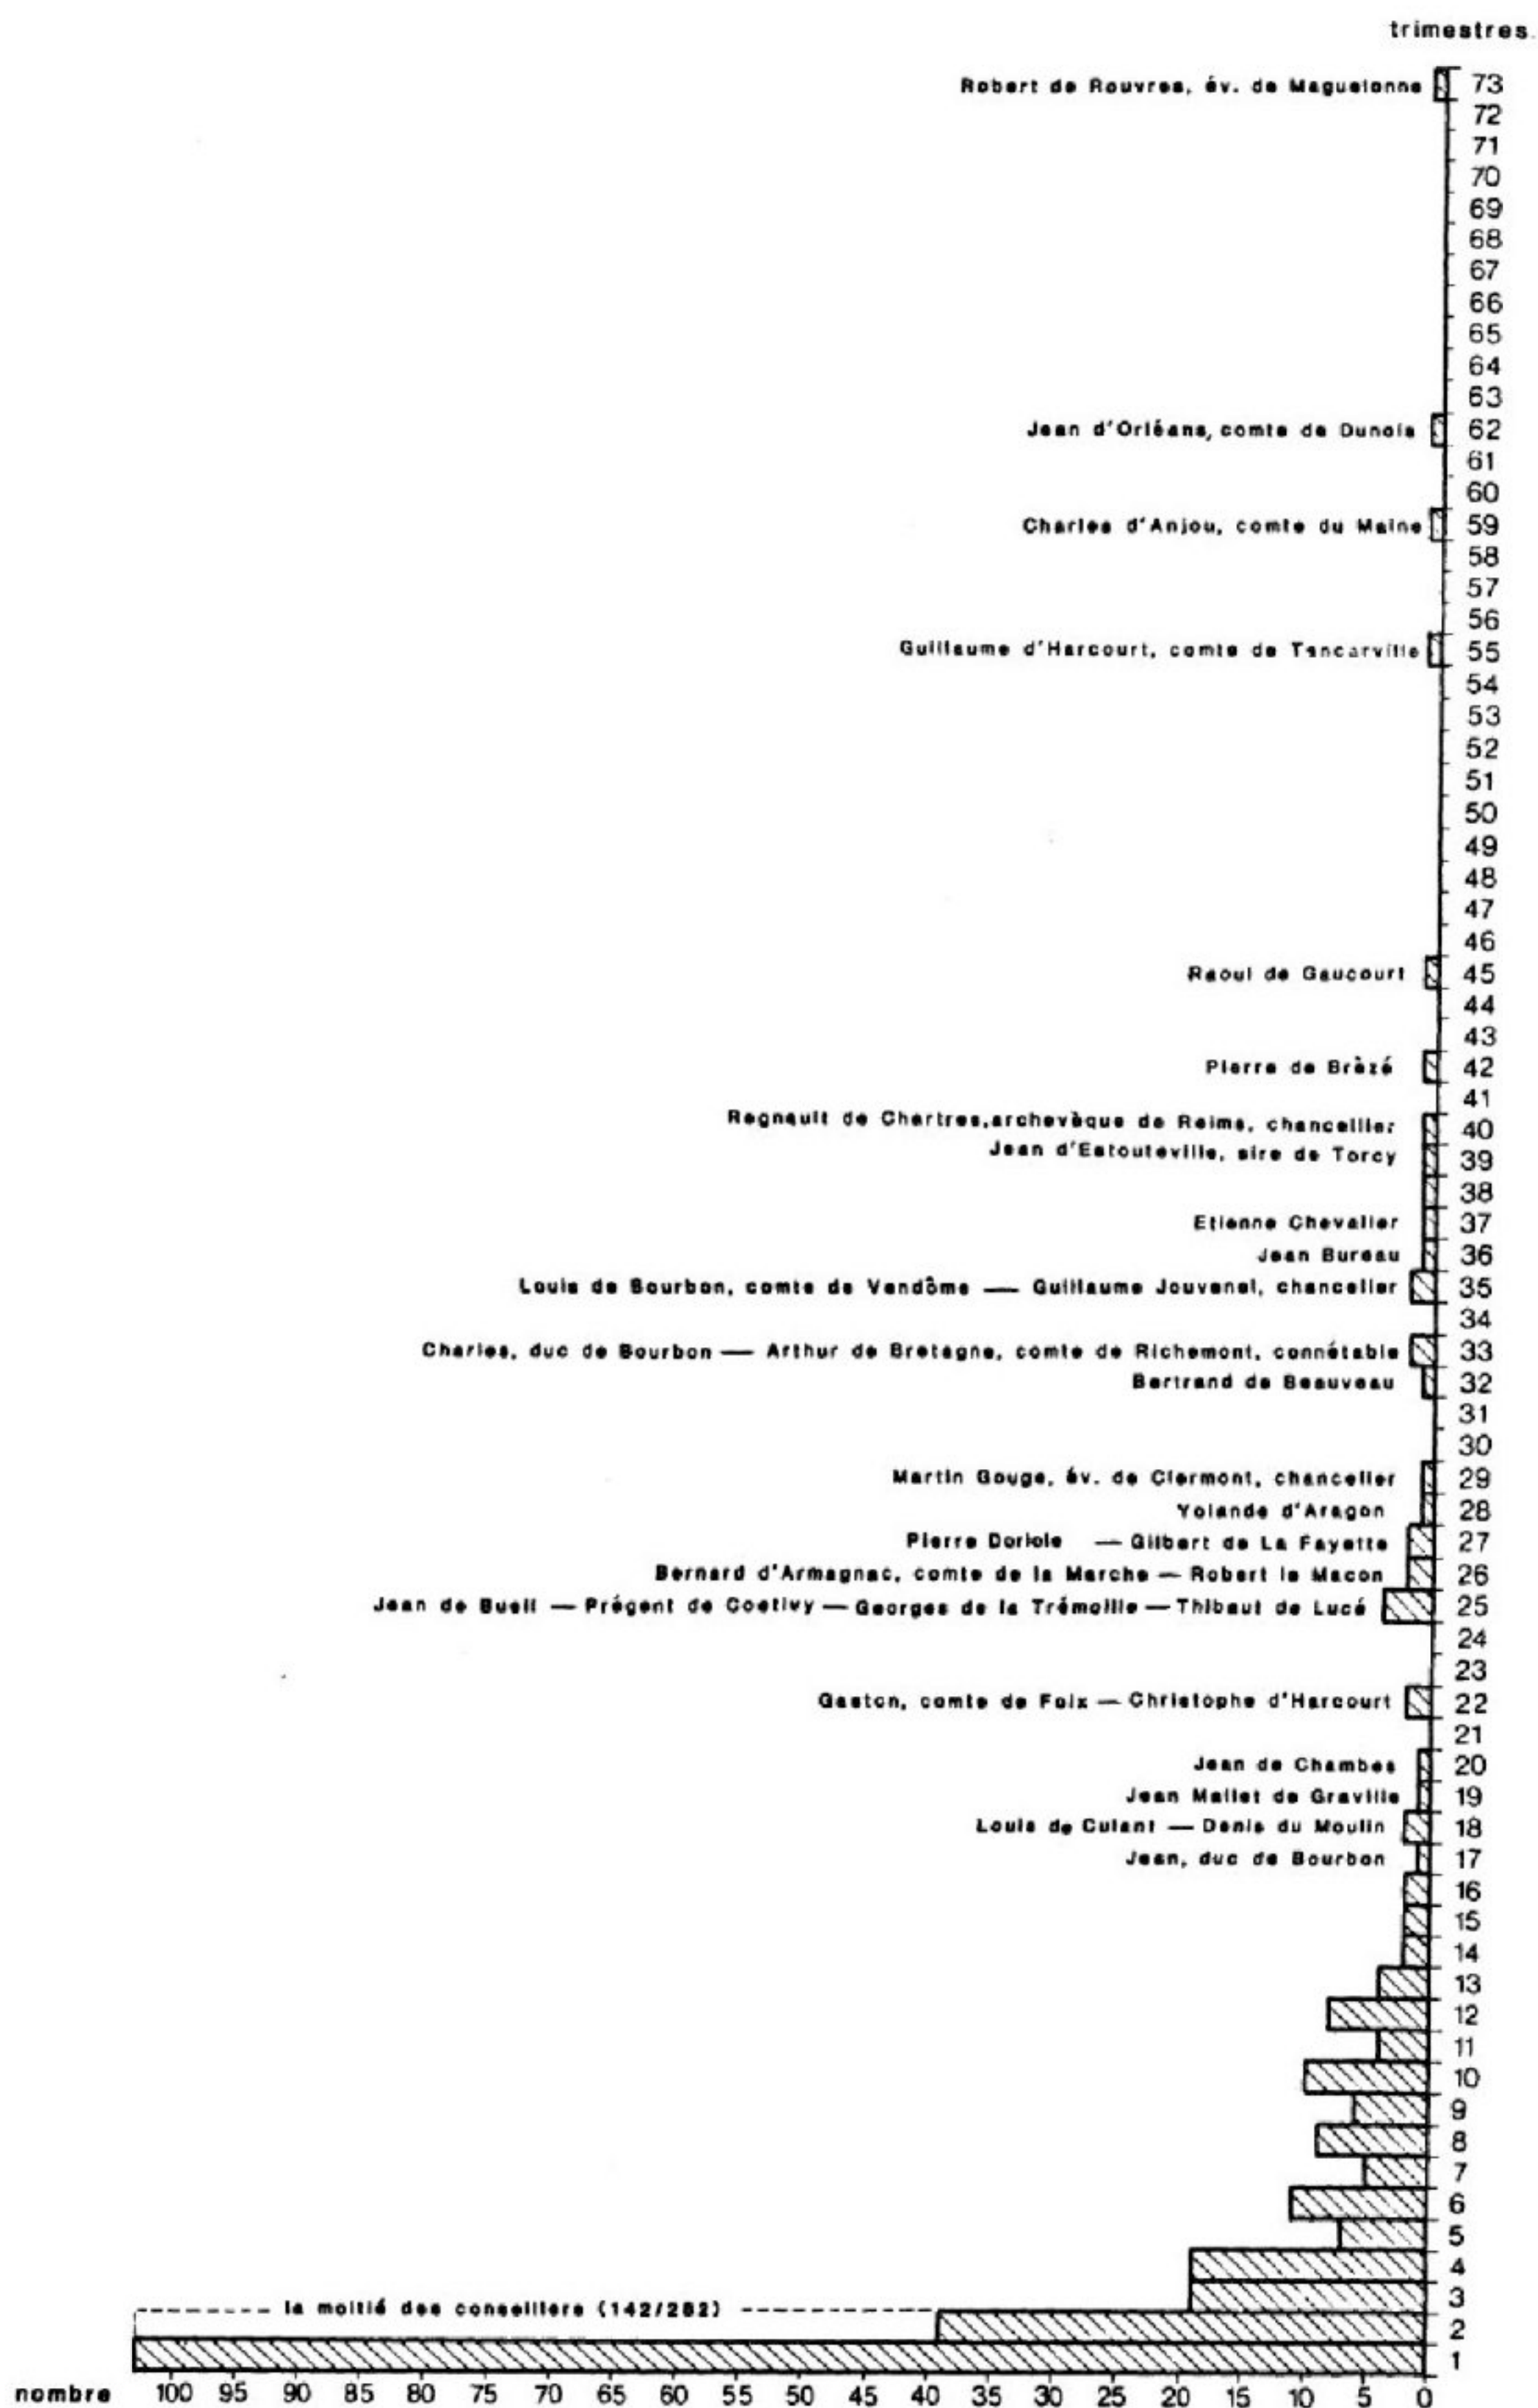 trimestres
Robert de Rouvres, év. de Maguelonne 73
72
71
70
69
68
67
66
65
64
63
Jean d'Orléans, comte de Dunois 62
61
60
Charles d'Anjou, comte du Maine 59
58
57
56
Guillaume d'Harcourt, comte de Tancarville 55
54
53
52
51
50
49
48
47
46
Raoul de Gaucourt 45
44
43
Pierre de Brèzé 42
41
Regnault de Chartres, archevèque de Reims, chancellier 40
Jean d'Estouteville, sire de Torcy 39
38
Etienne Chevalier 37
Jean Bureau 36
Louis de Bourbon, comte de Vendôme — Guillaume Jouvenel, chancelier 35
34
Charles, duc de Bourbon — Arthur de Bretagne, comte de Richemont, connétable 33
Bertrand de Beauveau 32
31
30
Martin Gouge, év. de Clermont, chancelier 29
Yolande d'Aragon 28
Pierre Doriole — Gilbert de La Fayette 27
Bernard d'Armagnac, comte de la Marche — Robert le Macon 26
Jean de Bueil — Prégent de Coetivy — Georges de la Trémoille — Thibaut de Lucé 25
24
23
Gaston, comte de Foix — Christophe d'Harcourt 22
21
Jean de Chambes 20
Jean Mallet de Graville 19
Louis de Culant — Denis du Moulin 18
Jean, duc de Bourbon 17
16
15
14
13
12
11
10
9
8
7
6
5
4
3
la moitié des conseillers (142/282)
2
1
nombre 100 95 90 85 80 75 70 65 60 55 50 45 40 35 30 25 20 15 10 5 0